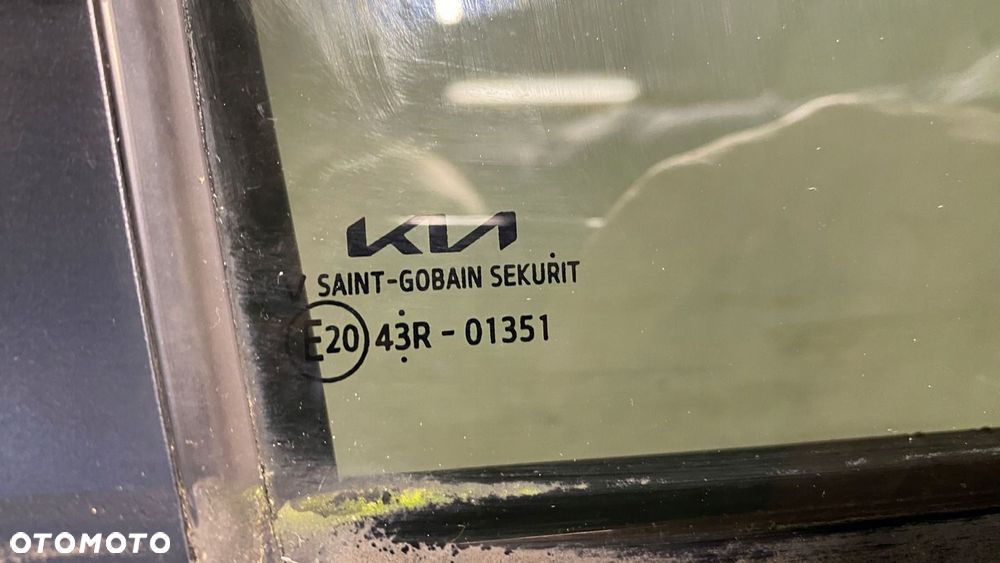 KIA
SAINT-GOBAIN SEKURIT
E20 43R - 01351
OTOMOTO